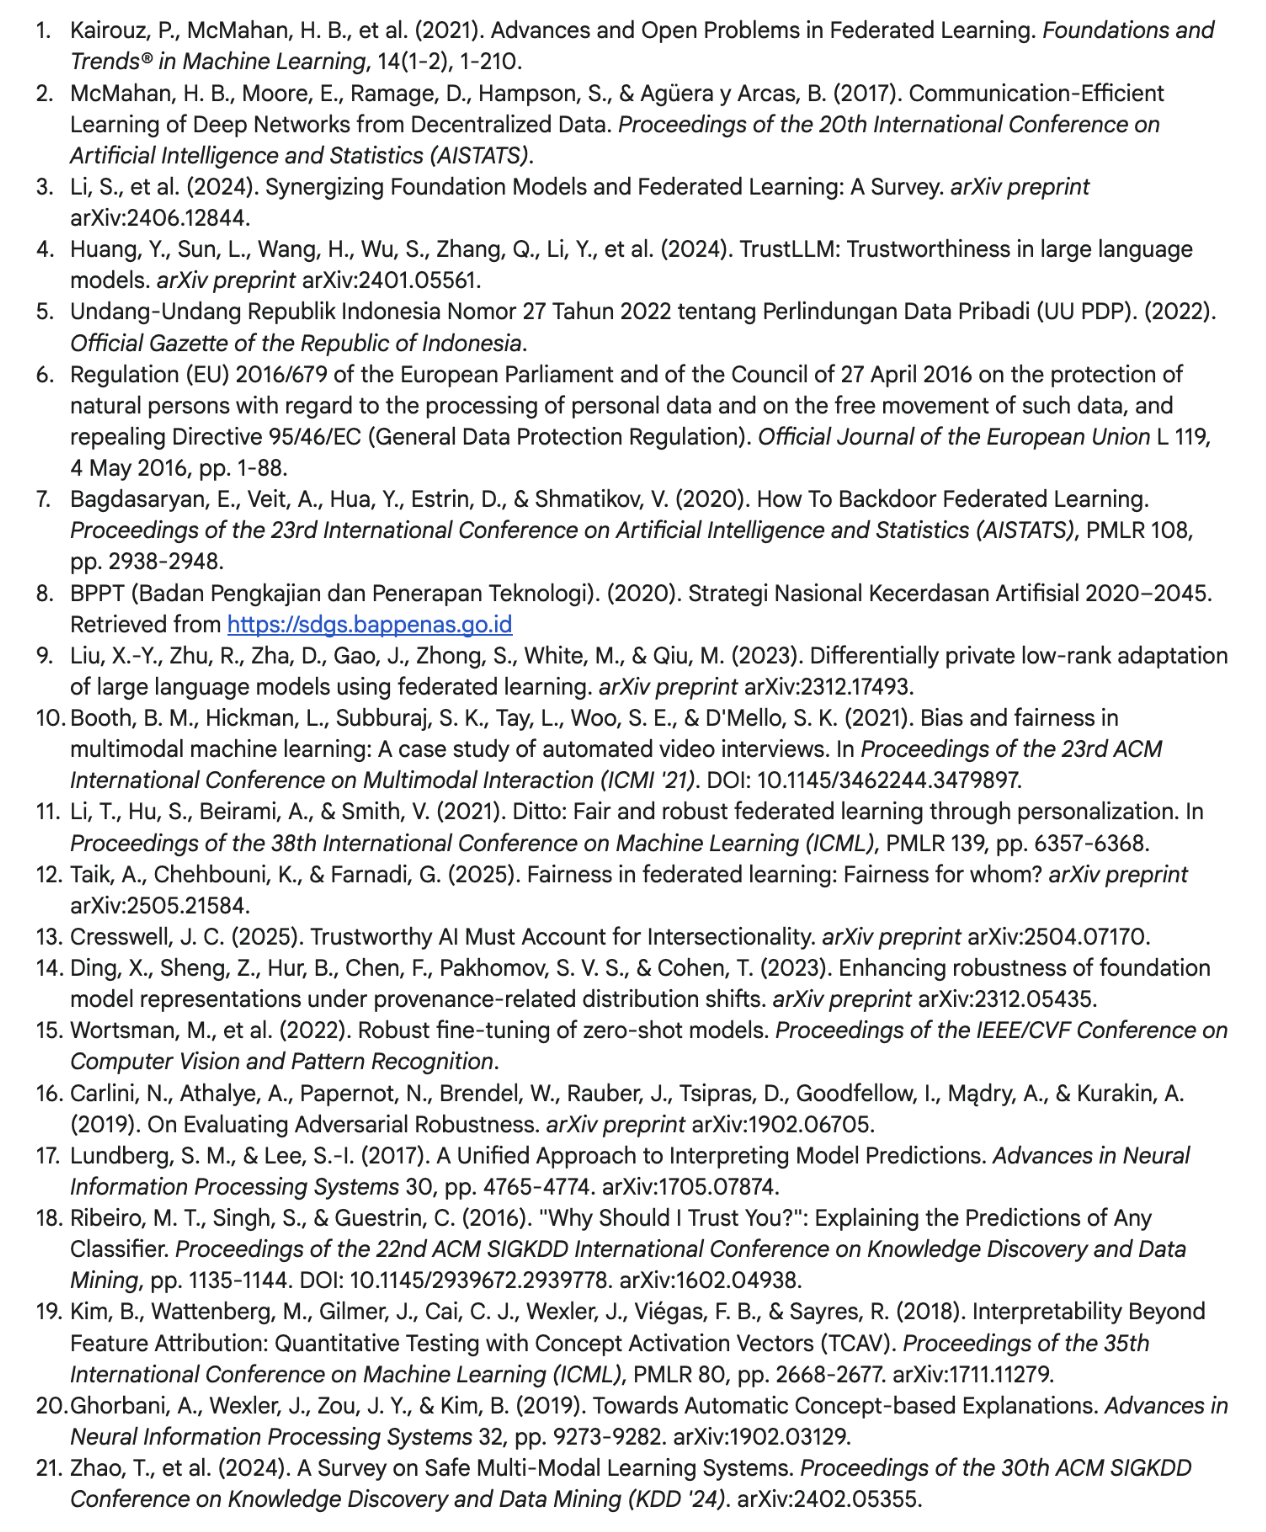 1. Kairouz, P., McMahan, H. B., et al. (2021). Advances and Open Problems in Federated Learning. Foundations and
Trends® in Machine Learning, 14(1-2), 1-210.
2. McMahan, H. B., Moore, E., Ramage, D., Hampson, S., & Agüera y Arcas, B. (2017). Communication-Efficient
Learning of Deep Networks from Decentralized Data. Proceedings of the 20th International Conference on
Artificial Intelligence and Statistics (AISTATS).
3. Li, S., et al. (2024). Synergizing Foundation Models and Federated Learning: A Survey. arXiv preprint
arXiv:2406.12844.
4. Huang, Y., Sun, L., Wang, H., Wu, S., Zhang, Q., Li, Y., et al. (2024). TrustLLM: Trustworthiness in large language
models. arXiv preprint arXiv:2401.05561.
5. Undang-Undang Republik Indonesia Nomor 27 Tahun 2022 tentang Perlindungan Data Pribadi (UU PDP). (2022).
Official Gazette of the Republic of Indonesia.
6. Regulation (EU) 2016/679 of the European Parliament and of the Council of 27 April 2016 on the protection of
natural persons with regard to the processing of personal data and on the free movement of such data, and
repealing Directive 95/46/EC (General Data Protection Regulation). Official Journal of the European Union L 119,
4 May 2016, pp. 1-88.
7. Bagdasaryan, E., Veit, A., Hua, Y., Estrin, D., & Shmatikov, V. (2020). How To Backdoor Federated Learning.
Proceedings of the 23rd International Conference on Artificial Intelligence and Statistics (AISTATS), PMLR 108,
pp. 2938-2948.
8. BPPT (Badan Pengkajian dan Penerapan Teknologi). (2020). Strategi Nasional Kecerdasan Artifisial 2020–2045.
Retrieved from https://sdgs.bappenas.go.id
9. Liu, X.-Y., Zhu, R., Zha, D., Gao, J., Zhong, S., White, M., & Qiu, M. (2023). Differentially private low-rank adaptation
of large language models using federated learning. arXiv preprint arXiv:2312.17493.
10. Booth, B. M., Hickman, L., Subburaj, S. K., Tay, L., Woo, S. E., & D'Mello, S. K. (2021). Bias and fairness in
multimodal machine learning: A case study of automated video interviews. In Proceedings of the 23rd ACM
International Conference on Multimodal Interaction (ICMI '21). DOI: 10.1145/3462244.3479897.
11. Li, T., Hu, S., Beirami, A., & Smith, V. (2021). Ditto: Fair and robust federated learning through personalization. In
Proceedings of the 38th International Conference on Machine Learning (ICML), PMLR 139, pp. 6357-6368.
12. Taik, A., Chehbouni, K., & Farnadi, G. (2025). Fairness in federated learning: Fairness for whom? arXiv preprint
arXiv:2505.21584.
13. Cresswell, J. C. (2025). Trustworthy AI Must Account for Intersectionality. arXiv preprint arXiv:2504.07170.
14. Ding, X., Sheng, Z., Hur, B., Chen, F., Pakhomov, S. V. S., & Cohen, T. (2023). Enhancing robustness of foundation
model representations under provenance-related distribution shifts. arXiv preprint arXiv:2312.05435.
15. Wortsman, M., et al. (2022). Robust fine-tuning of zero-shot models. Proceedings of the IEEE/CVF Conference on
Computer Vision and Pattern Recognition.
16. Carlini, N., Athalye, A., Papernot, N., Brendel, W., Rauber, J., Tsipras, D., Goodfellow, I., Mądry, A., & Kurakin, A.
(2019). On Evaluating Adversarial Robustness. arXiv preprint arXiv:1902.06705.
17. Lundberg, S. M., & Lee, S.-I. (2017). A Unified Approach to Interpreting Model Predictions. Advances in Neural
Information Processing Systems 30, pp. 4765-4774. arXiv:1705.07874.
18. Ribeiro, M. T., Singh, S., & Guestrin, C. (2016). "Why Should I Trust You?": Explaining the Predictions of Any
Classifier. Proceedings of the 22nd ACM SIGKDD International Conference on Knowledge Discovery and Data
Mining, pp. 1135-1144. DOI: 10.1145/2939672.2939778. arXiv:1602.04938.
19. Kim, B., Wattenberg, M., Gilmer, J., Cai, C. J., Wexler, J., Viégas, F. B., & Sayres, R. (2018). Interpretability Beyond
Feature Attribution: Quantitative Testing with Concept Activation Vectors (TCAV). Proceedings of the 35th
International Conference on Machine Learning (ICML), PMLR 80, pp. 2668-2677. arXiv:1711.11279.
20. Ghorbani, A., Wexler, J., Zou, J. Y., & Kim, B. (2019). Towards Automatic Concept-based Explanations. Advances in
Neural Information Processing Systems 32, pp. 9273-9282. arXiv:1902.03129.
21. Zhao, T., et al. (2024). A Survey on Safe Multi-Modal Learning Systems. Proceedings of the 30th ACM SIGKDD
Conference on Knowledge Discovery and Data Mining (KDD '24). arXiv:2402.05355.